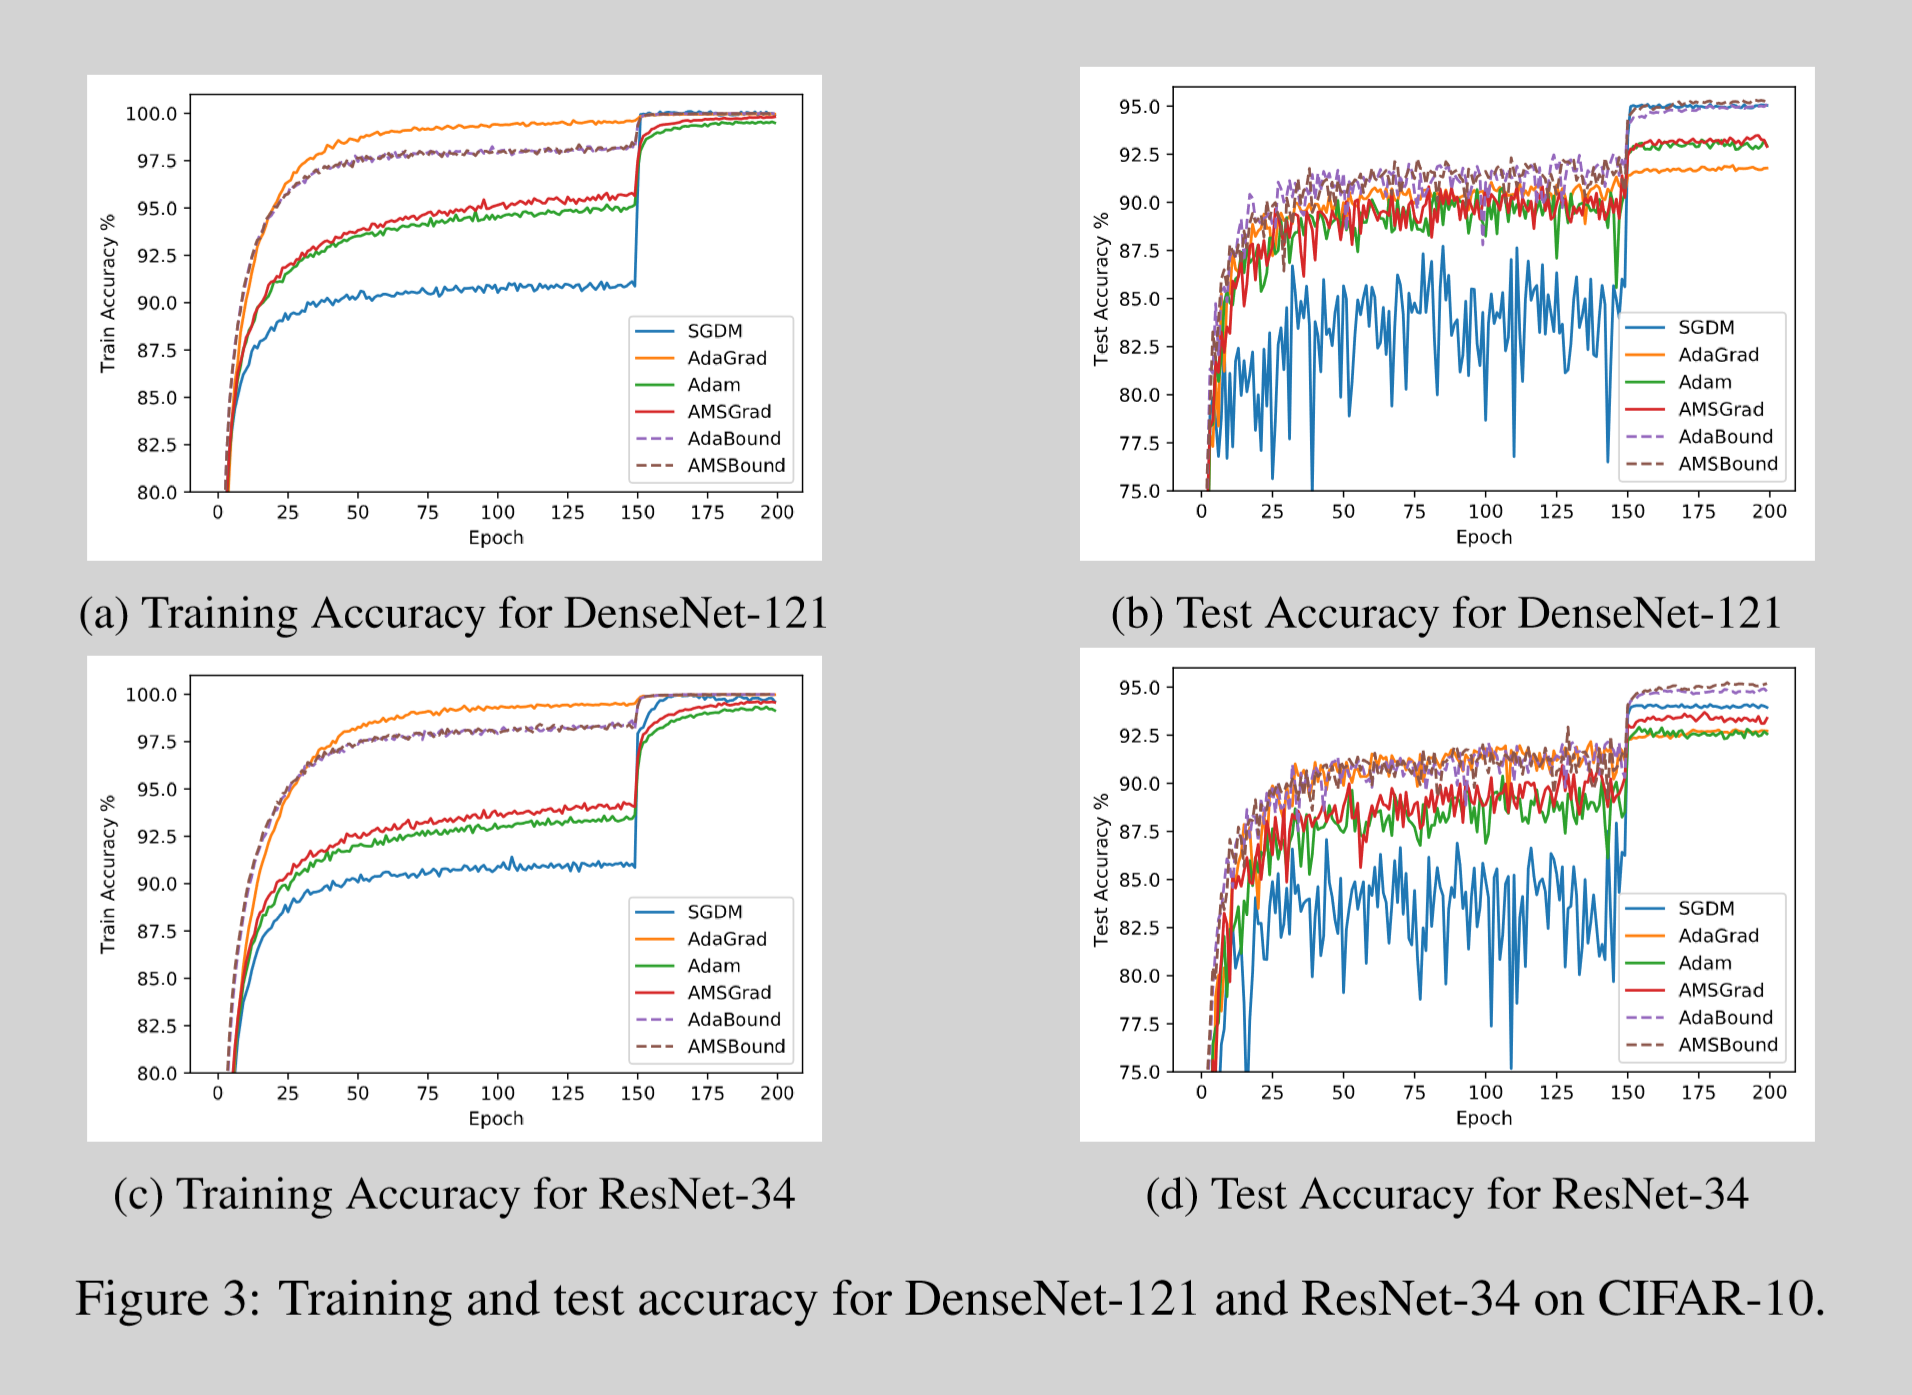 100.0
97.5
95.0
92.5
90.0
87.5
85.0
82.5
80.0
Train Accuracy %
0 25 50 75 100 125 150 175 200
Epoch
SGDM
AdaGrad
Adam
AMSGrad
AdaBound
AMSBound
(a) Training Accuracy for DenseNet-121
95.0
92.5
90.0
87.5
85.0
82.5
80.0
77.5
75.0
Test Accuracy %
0 25 50 75 100 125 150 175 200
Epoch
SGDM
AdaGrad
Adam
AMSGrad
AdaBound
AMSBound
(b) Test Accuracy for DenseNet-121
100.0
97.5
95.0
92.5
90.0
87.5
85.0
82.5
80.0
Train Accuracy %
0 25 50 75 100 125 150 175 200
Epoch
SGDM
AdaGrad
Adam
AMSGrad
AdaBound
AMSBound
(c) Training Accuracy for ResNet-34
95.0
92.5
90.0
87.5
85.0
82.5
80.0
77.5
75.0
Test Accuracy %
0 25 50 75 100 125 150 175 200
Epoch
SGDM
AdaGrad
Adam
AMSGrad
AdaBound
AMSBound
(d) Test Accuracy for ResNet-34
Figure 3: Training and test accuracy for DenseNet-121 and ResNet-34 on CIFAR-10.